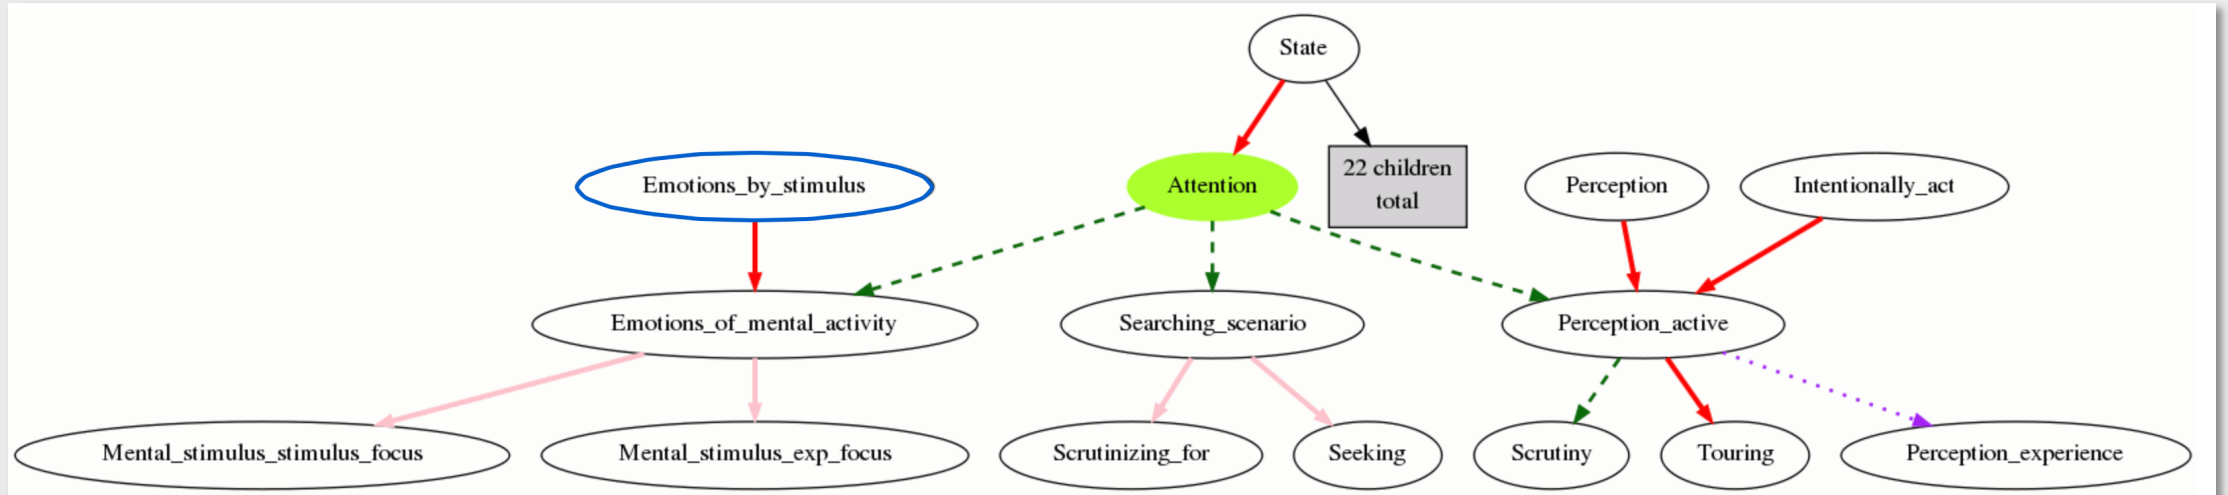 State
Emotions_by_stimulus
Attention
22 children
total
Perception
Intentionally_act
Emotions_of_mental_activity
Searching_scenario
Perception_active
Mental_stimulus_stimulus_focus
Mental_stimulus_exp_focus
Scrutinizing_for
Seeking
Scrutiny
Touring
Perception_experience